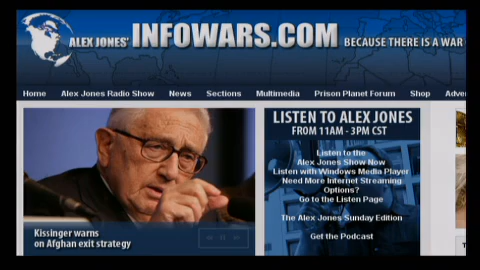 ALEX JONES' INFOWARS.COM BECAUSE THERE IS A WAR
Home Alex Jones Radio Show News Sections Multimedia Prison Planet Forum Shop
LISTEN TO ALEX JONES
FROM 11AM - 3PM CST
Listen to the
Alex Jones Show Now
Listen with Windows Media Player
Need More Internet Streaming
Options?
Go to the Listen Page
The Alex Jones Sunday Edition
Get the Podcast
Kissinger warns
on Afghan exit strategy